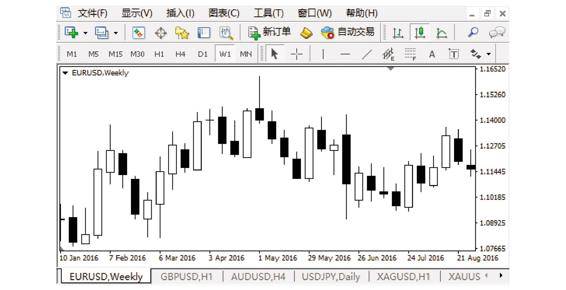 文件(F) 显示(V) 插入(I) 图表(C) 工具(T) 窗口(W) 帮助(H)
新订单 自动交易
M1 M5 M15 M30 H1 H4 D1 W1 MN E F A T
EURUSD,Weekly
1.16520
1.15260
1.14000
1.12740
1.11445
1.10185
1.08925
1.07665
10 Jan 2016 7 Feb 2016 6 Mar 2016 3 Apr 2016 1 May 2016 29 May 2016 26 Jun 2016 24 Jul 2016 21 Aug 2016
EURUSD,Weekly GBPUSD,H1 AUDUSD,H4 USDJPY,Daily XAGUSD,H1 XAUUS